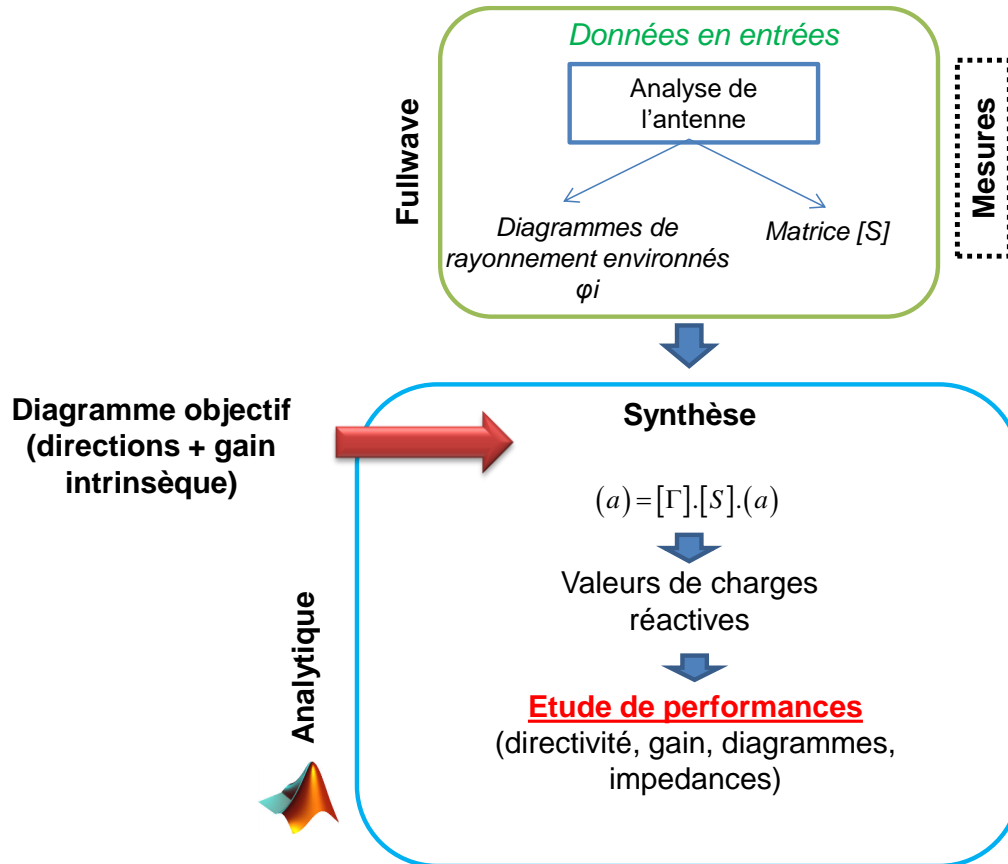 Données en entrées
Analyse de
l’antenne
Fullwave
Mesures
Diagrammes de
rayonnement environnés
φi
Matrice [S]
Diagramme objectif
(directions + gain
intrinsèque)
Synthèse
(a)=[Γ].[S].(a)
Valeurs de charges
réactives
Analytique
Etude de performances
(directivité, gain, diagrammes,
impedances)